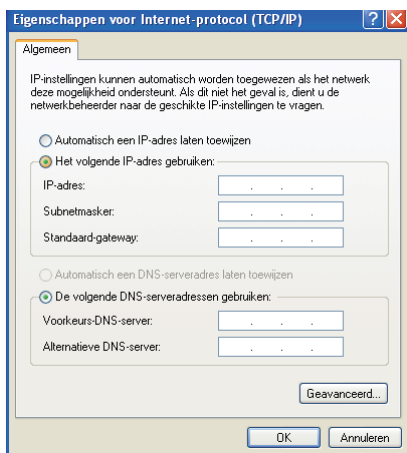 Eigenschappen voor Internet-protocol (TCP/IP)
Algemeen
IP-instellingen kunnen automatisch worden toegewezen als het netwerk
deze mogelijkheid ondersteunt. Als dit niet het geval is, dient u de
netwerkbeheerder naar de geschikte IP-instellingen te vragen.
Automatisch een IP-adres laten toewijzen
Het volgende IP-adres gebruiken:
IP-adres:
Subnetmasker:
Standaard-gateway:
Automatisch een DNS-serveradres laten toewijzen
De volgende DNS-serveradressen gebruiken:
Voorkeurs-DNS-server:
Alternatieve DNS-server:
Geavanceerd...
OK Annuleren